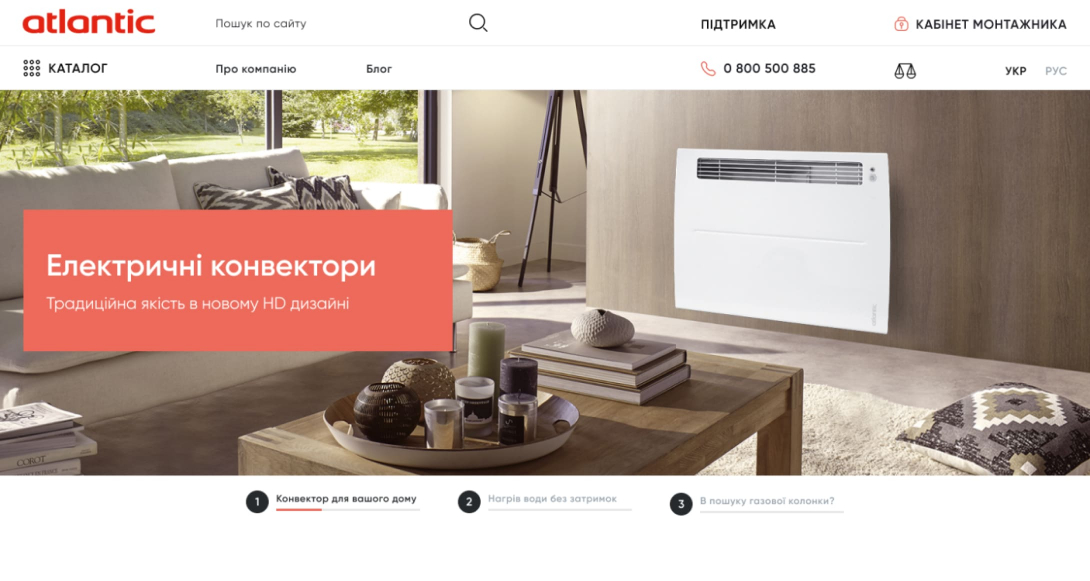 atlantic
Пошук по сайту
ПІДТРИМКА
КАБІНЕТ МОНТАЖНИКА
КАТАЛОГ
Про компанію
Блог
0 800 500 885
УКР
РУС
Електричні конвектори
Традиційна якість в новому HD дизайні
1 Конвектор для вашого дому
2 Нагрів води без затримок
3 В пошуку газової колонки?